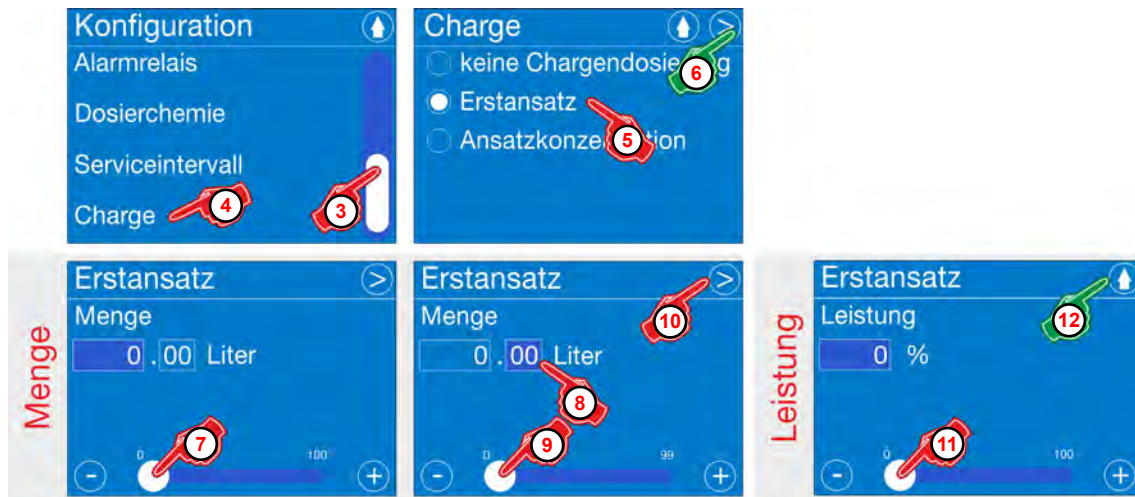 Konfiguration
Alarmrelais
Dosierchemie
Serviceintervall
Charge
4
3
Charge
>
keine Chargendosie g
6
Erstansatz
Ansatzkonze tion
5
Menge
Erstansatz
>
Menge
0 . 00 Liter
7
0 100
- +
Erstansatz
>
Menge
10
0 . 00 Liter
8
9
0 99
- +
Leistung
Erstansatz
Leistung
12
0 %
11
0 100
- +